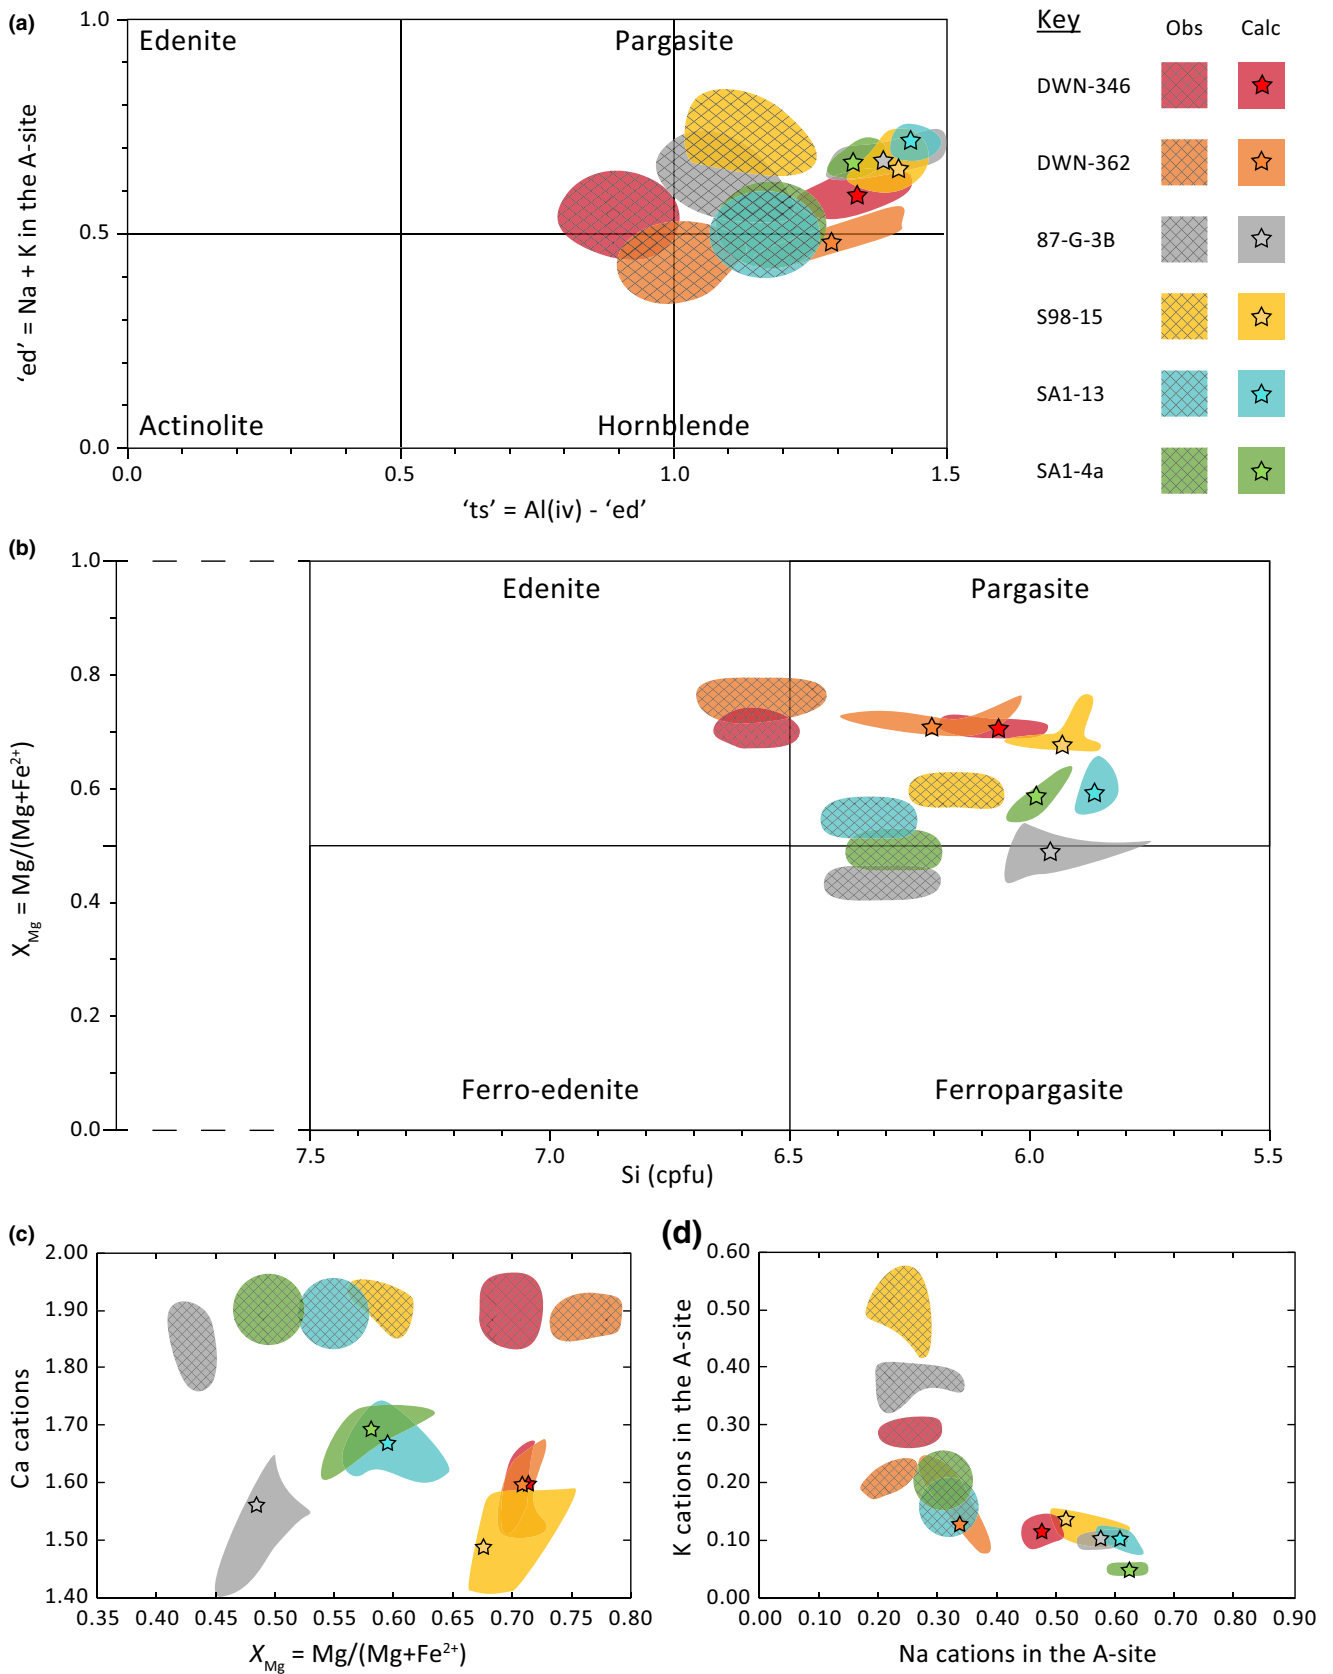 (a)
1.0
0.5
0.0
0.0 0.5 1.0 1.5
‘ed’ = Na + K in the A-site
‘ts’ = Al(iv) - ‘ed’
Edenite Pargasite
Actinolite Hornblende
Key Obs Calc
DWN-346
DWN-362
87-G-3B
S98-15
SA1-13
SA1-4a
(b)
1.0
0.8
0.6
0.4
0.2
0.0
X_Mg = Mg/(Mg+Fe²⁺)
Edenite Pargasite
Ferro-edenite Ferropargasite
7.5 7.0 6.5 6.0 5.5
Si (cpfu)
(c)
2.00
1.90
1.80
1.70
1.60
1.50
1.40
Ca cations
0.35 0.40 0.45 0.50 0.55 0.60 0.65 0.70 0.75 0.80
X_Mg = Mg/(Mg+Fe²⁺)
(d)
0.60
0.50
0.40
0.30
0.20
0.10
0.00
K cations in the A-site
0.00 0.10 0.20 0.30 0.40 0.50 0.60 0.70 0.80 0.90
Na cations in the A-site